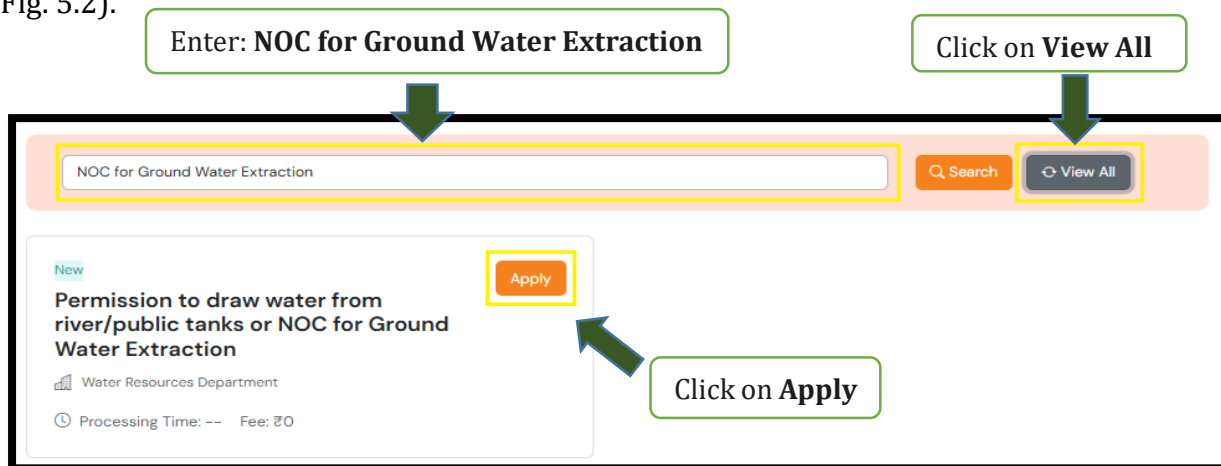 Fig. 5.2).
Enter: NOC for Ground Water Extraction
Click on View All
NOC for Ground Water Extraction
Search
View All
New
Apply
Permission to draw water from
river/public tanks or NOC for Ground
Water Extraction
Water Resources Department
Click on Apply
Processing Time: -- Fee: ₹0